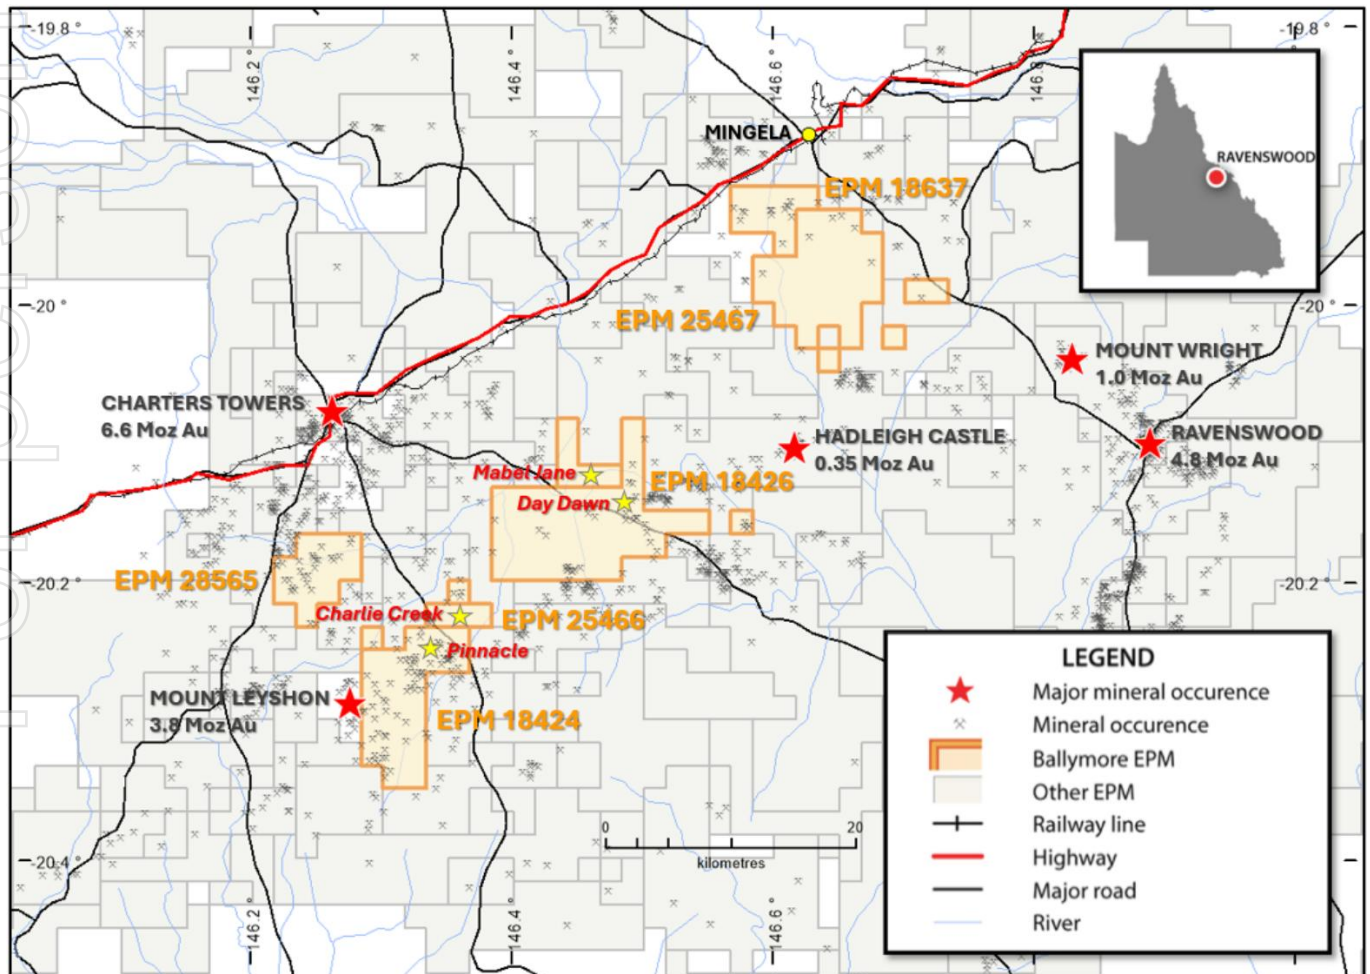 -19.8 °
146.2 °
146.4 °
146.6 °
146.8 °
-19.8 °
MINGELA
RAVENSWOOD
EPM 18637
-20 °
EPM 25467
-20 °
MOUNT WRIGHT
1.0 Moz Au
CHARTERS TOWERS
6.6 Moz Au
HADLEIGH CASTLE
0.35 Moz Au
RAVENSWOOD
4.8 Moz Au
Mabel Jane
EPM 18426
Day Dawn
EPM 28565
-20.2 °
Charlie Creek
EPM 25466
Pinnacle
MOUNT LEYSHON
3.8 Moz Au
EPM 18424
-20.2 °
LEGEND
Major mineral occurence
Mineral occurence
Ballymore EPM
Other EPM
Railway line
Highway
Major road
River
0 20
kilometres
-20.4 °
146.2 °
146.4 °
146.6 °